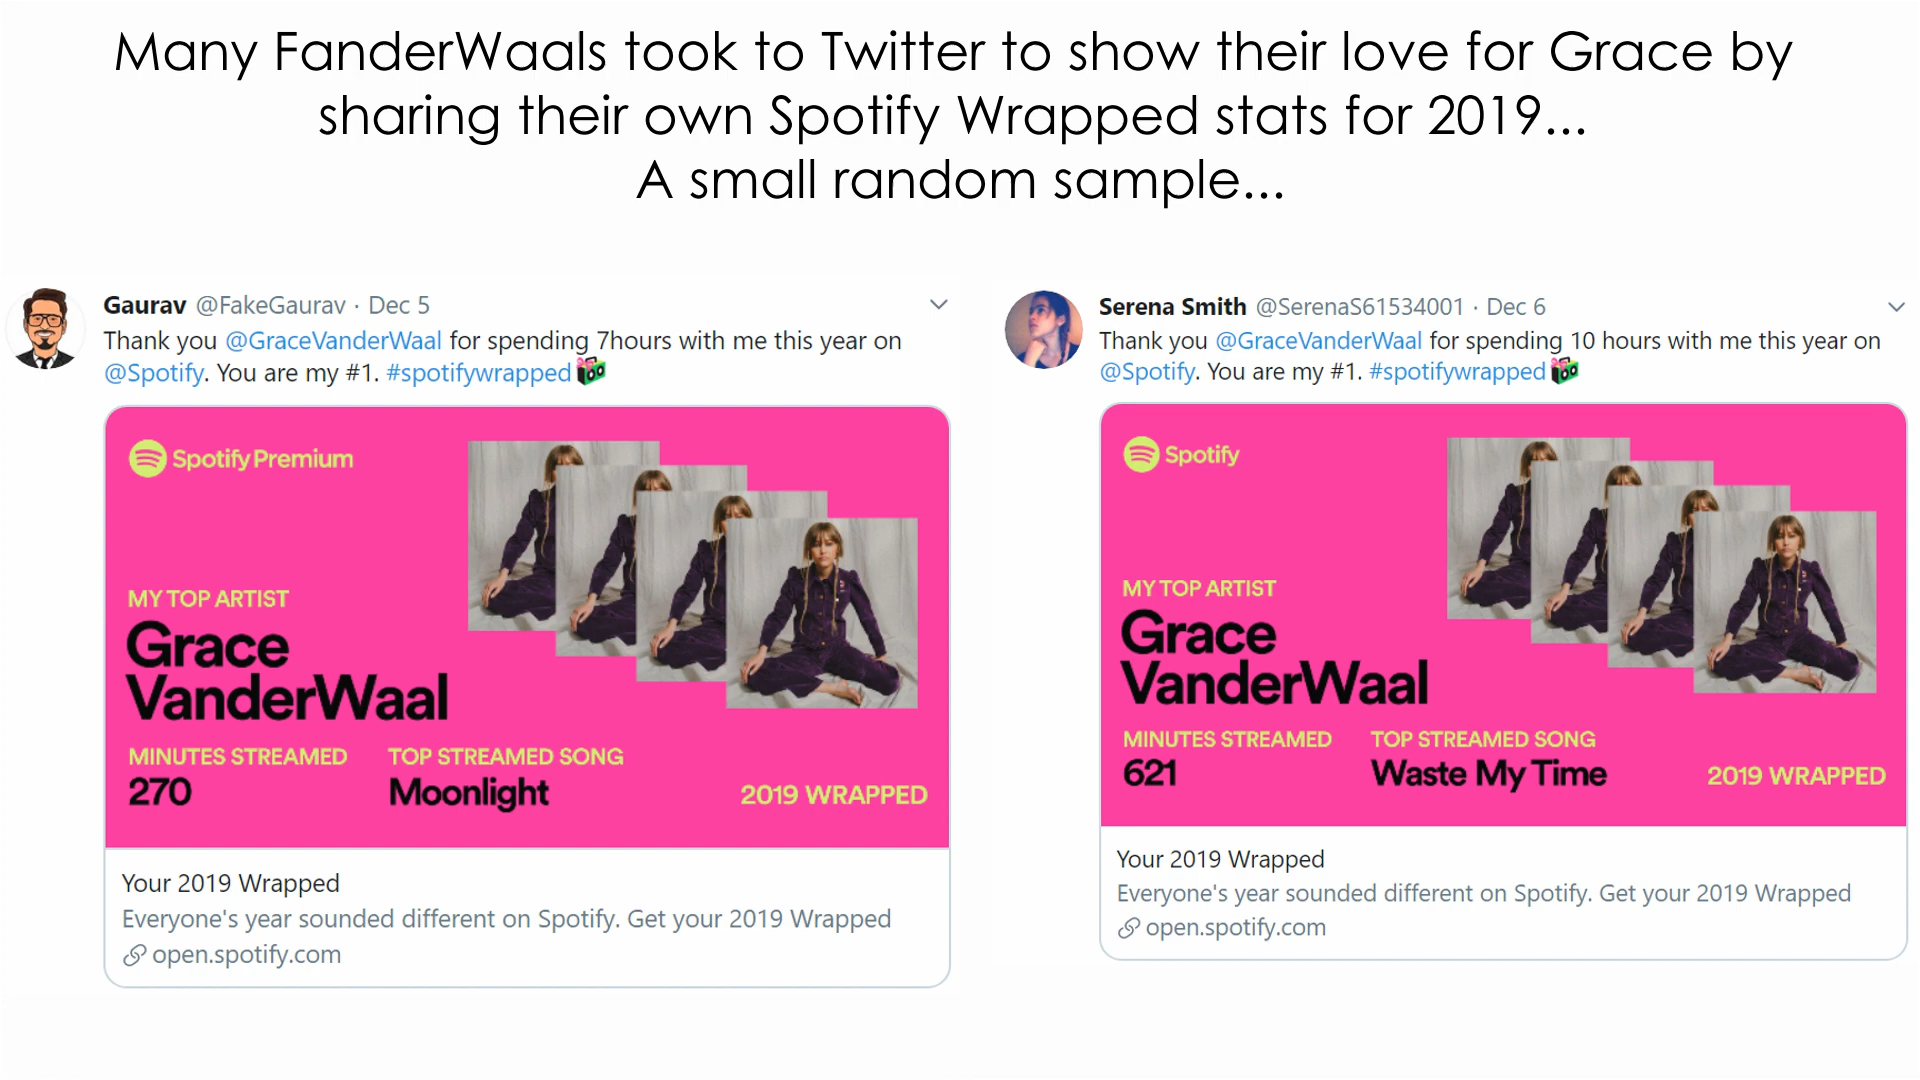 Many FanderWaals took to Twitter to show their love for Grace by
sharing their own Spotify Wrapped stats for 2019...
A small random sample...
Gaurav @FakeGaurav · Dec 5
Thank you @GraceVanderWaal for spending 7hours with me this year on
@Spotify. You are my #1. #spotifywrapped
Spotify Premium
MY TOP ARTIST
Grace
VanderWaal
MINUTES STREAMED TOP STREAMED SONG
270 Moonlight
2019 WRAPPED
Your 2019 Wrapped
Everyone's year sounded different on Spotify. Get your 2019 Wrapped
open.spotify.com
Serena Smith @SerenaS61534001 · Dec 6
Thank you @GraceVanderWaal for spending 10 hours with me this year on
@Spotify. You are my #1. #spotifywrapped
Spotify
MY TOP ARTIST
Grace
VanderWaal
MINUTES STREAMED TOP STREAMED SONG
621 Waste My Time
2019 WRAPPED
Your 2019 Wrapped
Everyone's year sounded different on Spotify. Get your 2019 Wrapped
open.spotify.com